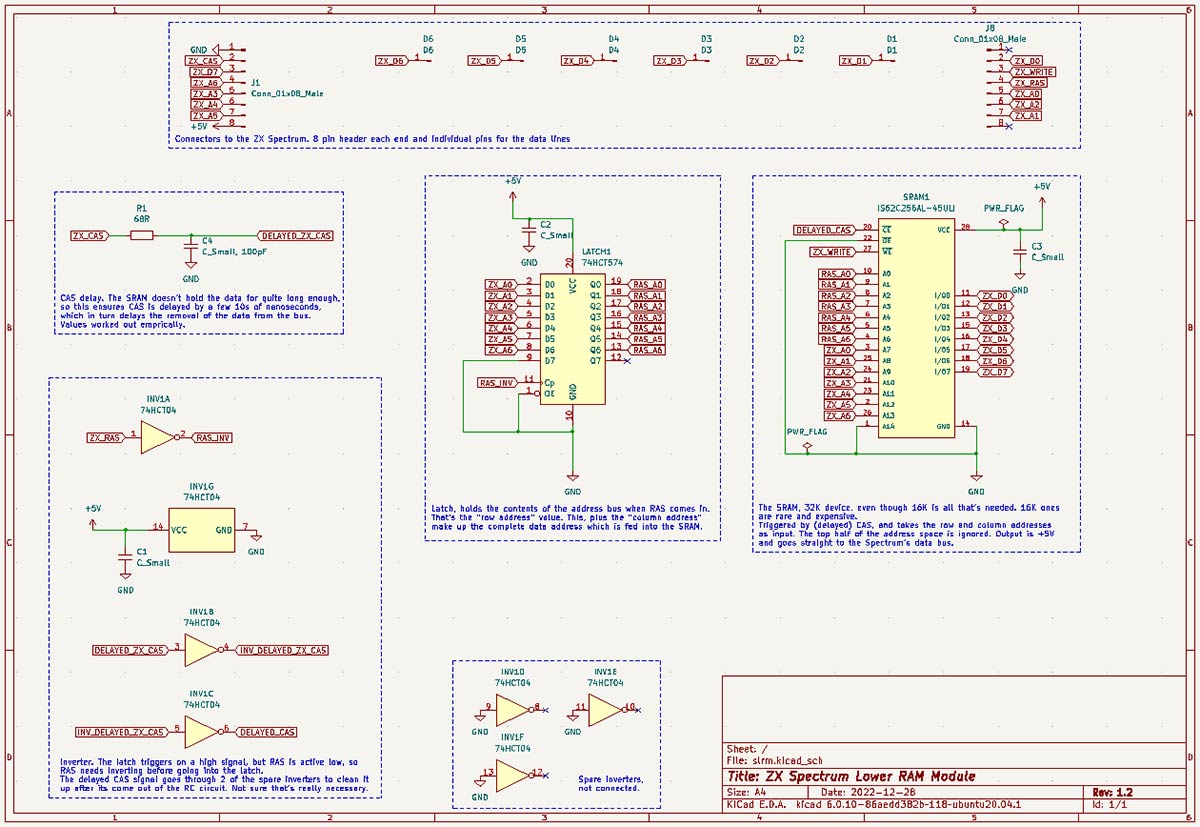 1 2 3 4 5 6
A B C D
GND 1
ZX_CAS 2
ZX_D7 3
ZX_A6 4
ZX_A3 5
ZX_A4 6
ZX_A5 7
+5V 8
J1
Conn_01x08_Male
D6
D6
ZX_D6 1
D5
D5
ZX_D5 1
D4
D4
ZX_D4 1
D3
D3
ZX_D3 1
D2
D2
ZX_D2 1
D1
D1
ZX_D1 1
J8
Conn_01x08_Male
1
2 ZX_D0
3 ZX_WRITE
4 ZX_RAS
5 ZX_A0
6 ZX_A2
7 ZX_A1
8
Connectors to the ZX Spectrum. 8 pin header each end and individual pins for the data lines
R1
68R
ZX_CAS
DELAYED_ZX_CAS
C4
C_Small, 100pF
GND
CAS delay. The SRAM doesn't hold the data for quite long enough,
so this ensures CAS is delayed by a few 10s of nanoseconds,
which in turn delays the removal of the data from the bus.
Values worked out emprically.
+5V
C2
C_Small
GND
LATCH1
74HCT574
20
VCC
ZX_A0 2 D0 Q0 19 RAS_A0
ZX_A1 3 D1 Q1 18 RAS_A1
ZX_A2 4 D2 Q2 17 RAS_A2
ZX_A3 5 D3 Q3 16 RAS_A3
ZX_A4 6 D4 Q4 15 RAS_A4
ZX_A5 7 D5 Q5 14 RAS_A5
ZX_A6 8 D6 Q6 13 RAS_A6
9 D7 Q7 12
RAS_INV 11 Cp
1 OE
GND
10
GND
Latch, holds the contents of the address bus when RAS comes in.
That's the "row address" value. This, plus the "column address"
make up the complete data address which is fed into the SRAM.
SRAM1
IS62C256AL-45ULI
+5V
PWR_FLAG
DELAYED_CAS 20 CE VCC 28
22 OE
ZX_WRITE 27 WE
C3
C_Small
GND
RAS_A0 10 A0
RAS_A1 9 A1
RAS_A2 8 A2 I/O0 11 ZX_D0
RAS_A3 7 A3 I/O1 12 ZX_D1
RAS_A4 6 A4 I/O2 13 ZX_D2
RAS_A5 5 A5 I/O3 15 ZX_D3
RAS_A6 4 A6 I/O4 16 ZX_D4
ZX_A0 3 A7 I/O5 17 ZX_D5
ZX_A1 25 A8 I/O6 18 ZX_D6
ZX_A2 24 A9 I/O7 19 ZX_D7
ZX_A3 21 A10
ZX_A4 23 A11
ZX_A5 2 A12
ZX_A6 26 A13
1 A14 GND 14
PWR_FLAG
GND
The SRAM, 32K device, even though 16K is all that's needed. 16K ones
are rare and expensive.
Triggered by (delayed) CAS, and takes the row and column addresses
as input. The top half of the address space is ignored. Output is +5V
and goes straight to the Spectrum's data bus.
INV1A
74HCT04
ZX_RAS 1 2 RAS_INV
INV1G
74HCT04
+5V
14 VCC GND 7
GND
C1
C_Small
GND
INV1B
74HCT04
DELAYED_ZX_CAS 3 4 INV_DELAYED_ZX_CAS
INV1C
74HCT04
INV_DELAYED_ZX_CAS 5 6 DELAYED_CAS
Inverter. The latch triggers on a high signal, but RAS is active low, so
RAS needs inverting before going into the latch.
The delayed CAS signal goes through 2 of the spare inverters to clean it
up after its come out of the RC circuit. Not sure that's really necessary.
INV1D
74HCT04
9 8
GND
INV1E
74HCT04
11 10
GND
INV1F
74HCT04
13 12
GND
Spare inverters,
not connected.
Sheet: /
File: slrm.kicad_sch
Title: ZX Spectrum Lower RAM Module
Size: A4 Date: 2022-12-28 Rev: 1.2
KiCad E.D.A. kicad 6.0.10-86aedd382b~118~ubuntu20.04.1 Id: 1/1
1 2 3 4 5 6
A B C D